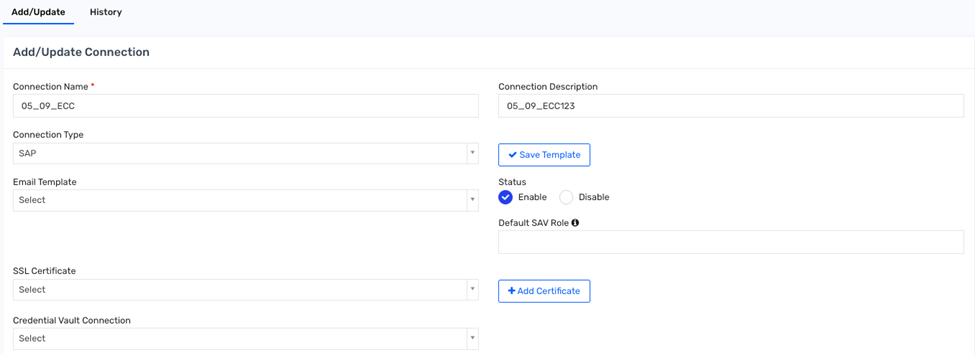 Add/Update History
Add/Update Connection
Connection Name * Connection Description
05_09_ECC 05_09_ECC123
Connection Type
SAP Save Template
Email Template Status
Select Enable Disable
Default SAV Role
SSL Certificate
Select Add Certificate
Credential Vault Connection
Select